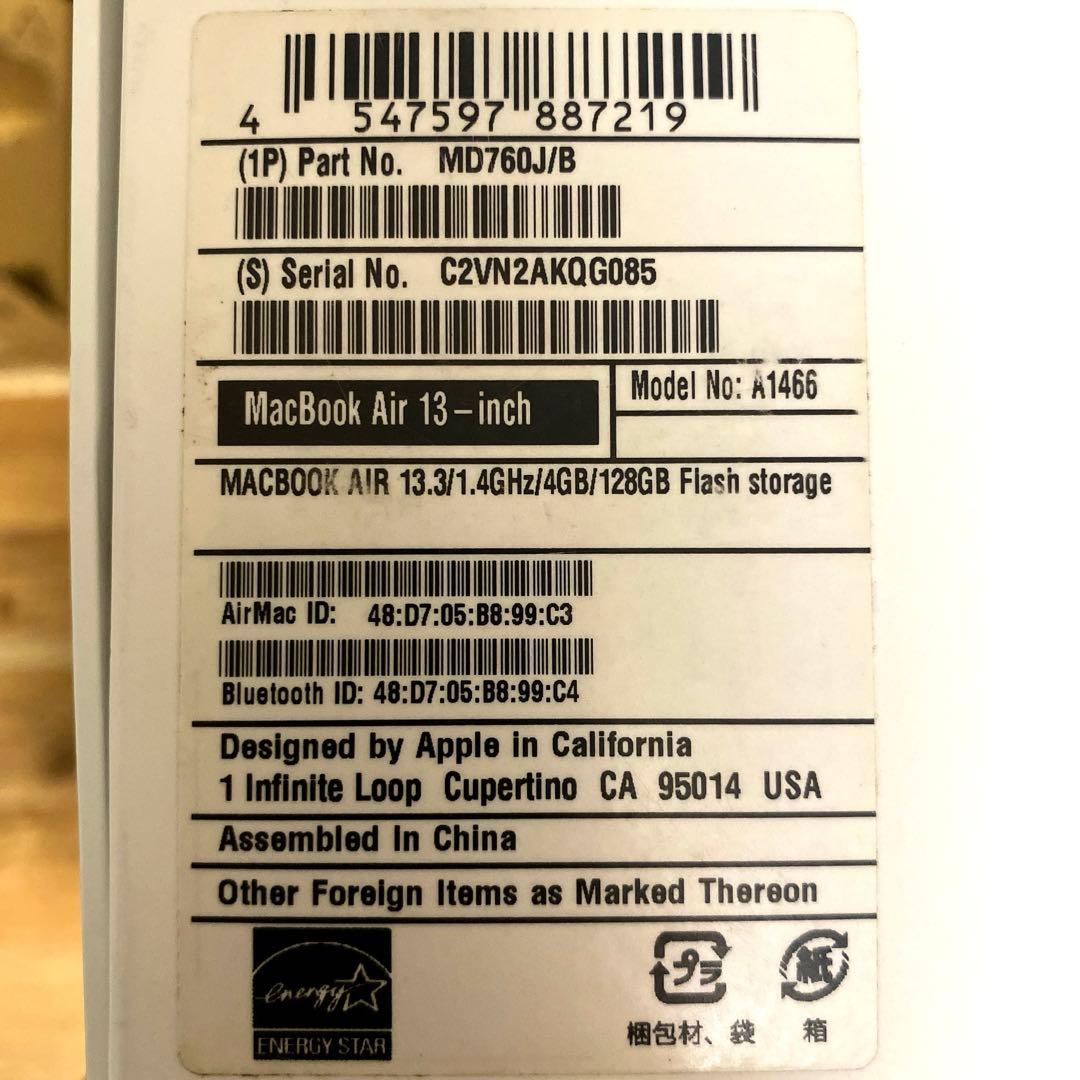 4 547597 887219
(1P) Part No. MD760J/B
(S) Serial No. C2VN2AKQG085
MacBook Air 13-inch
Model No: A1466
MACBOOK AIR 13.3/1.4GHz/4GB/128GB Flash storage
AirMac ID: 48:D7:05:B8:99:C3
Bluetooth ID: 48:D7:05:B8:99:C4
Designed by Apple in California
1 Infinite Loop Cupertino CA 95014 USA
Assembled In China
Other Foreign Items as Marked Thereon
energy
ENERGY STAR
プラ
紙
梱包材、袋
箱